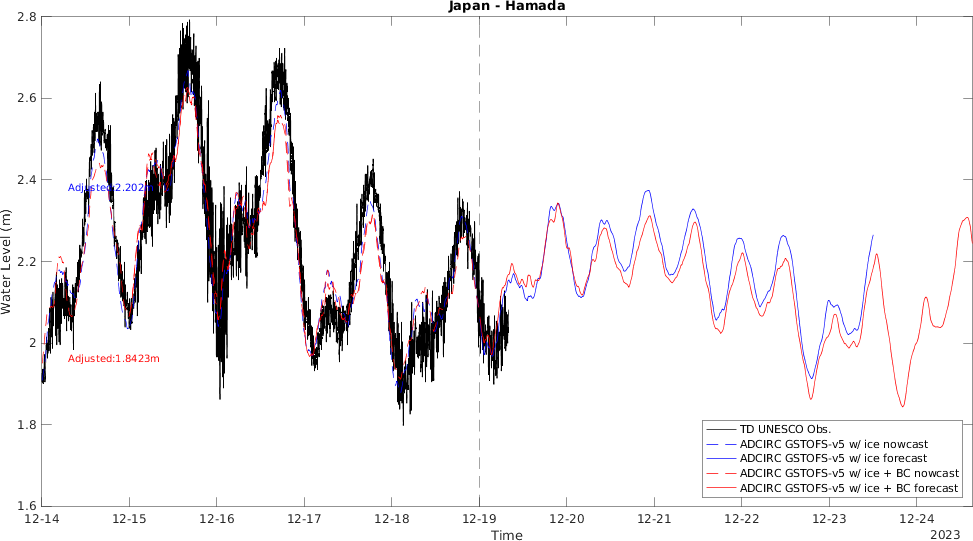 Japan - Hamada
Water Level (m)
2.8
2.6
2.4
2.2
2
1.8
1.6
Adjusted:2.202m
Adjusted:1.8423m
TD UNESCO Obs.
ADCIRC GSTOFS-v5 w/ ice nowcast
ADCIRC GSTOFS-v5 w/ ice forecast
ADCIRC GSTOFS-v5 w/ ice + BC nowcast
ADCIRC GSTOFS-v5 w/ ice + BC forecast
12-14 12-15 12-16 12-17 12-18 12-19 12-20 12-21 12-22 12-23 12-24
Time
2023